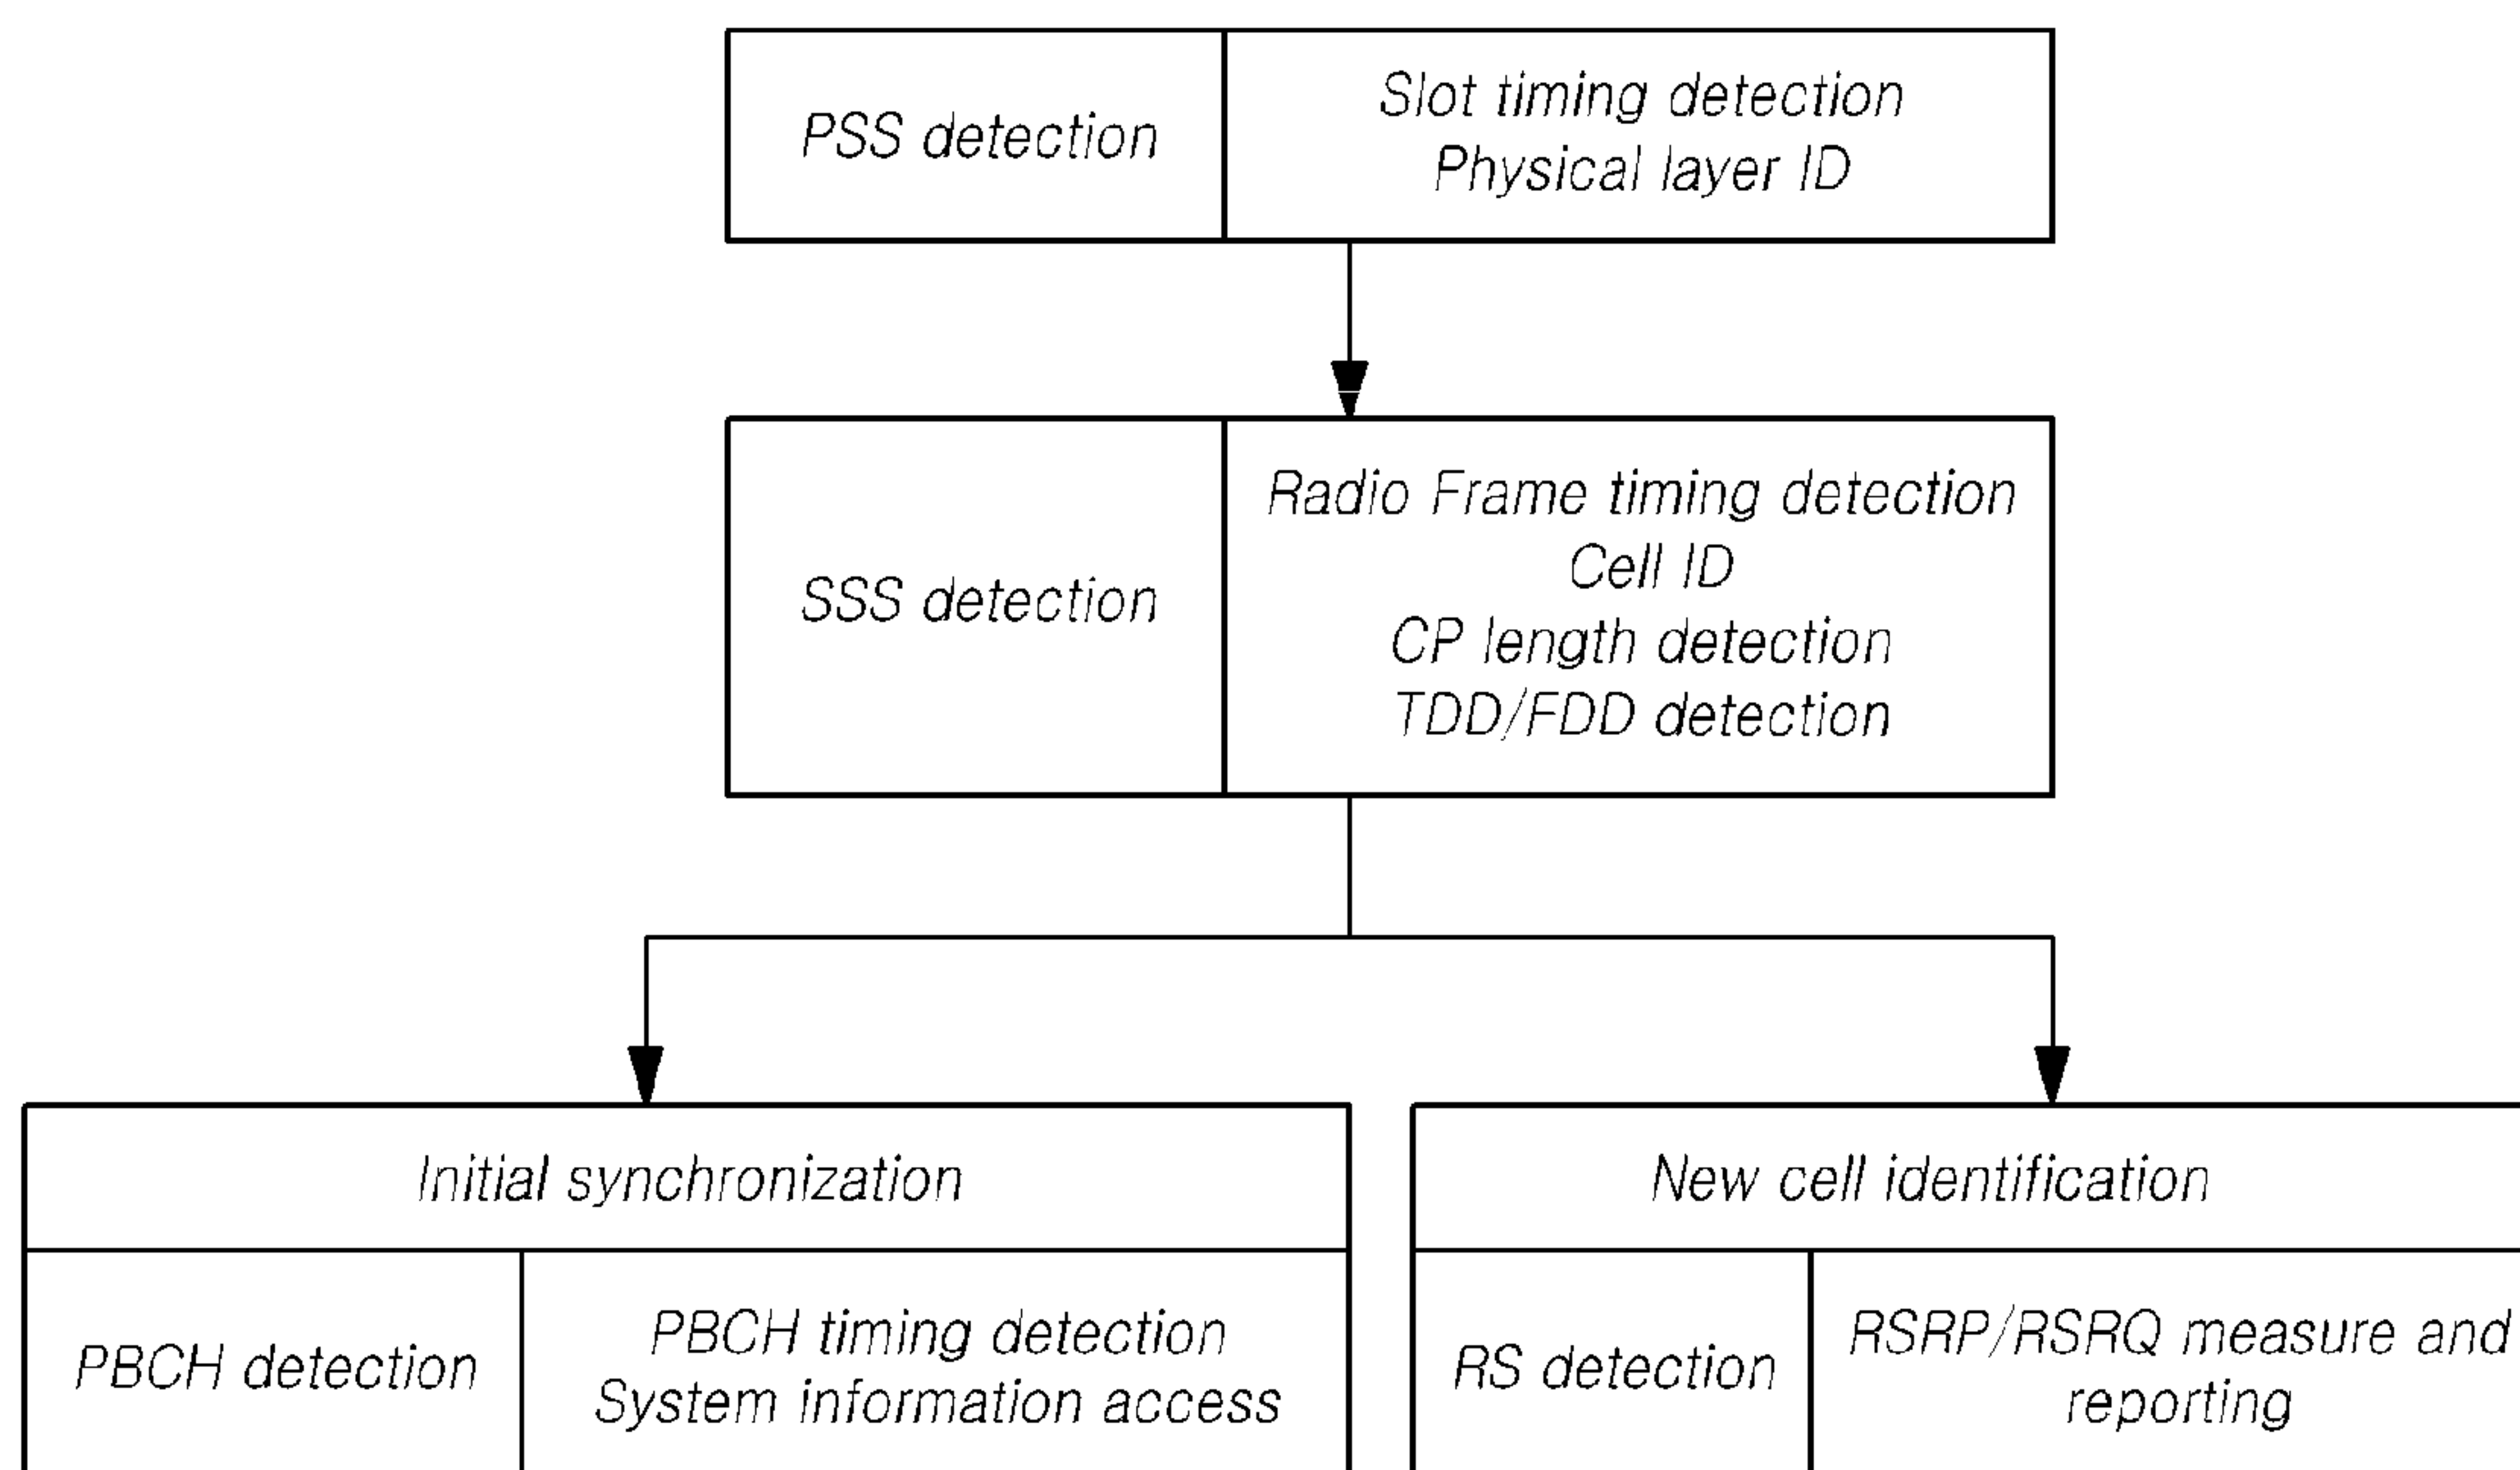 PSS detection
Slot timing detection
Physical layer ID
SSS detection
Radio Frame timing detection
Cell ID
CP length detection
TDD/FDD detection
Initial synchronization
PBCH detection
PBCH timing detection
System information access
New cell identification
RS detection
RSRP/RSRQ measure and
reporting